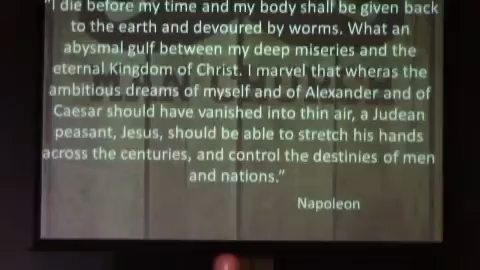 "I die before my time and my body shall be given back
to the earth and devoured by worms. What an
abysmal gulf between my deep miseries and the
eternal Kingdom of Christ. I marvel that wheras the
ambitious dreams of myself and of Alexander and of
Caesar should have vanished into thin air, a Judean
peasant, Jesus, should be able to stretch his hands
across the centuries, and control the destinies of men
and nations."
Napoleon